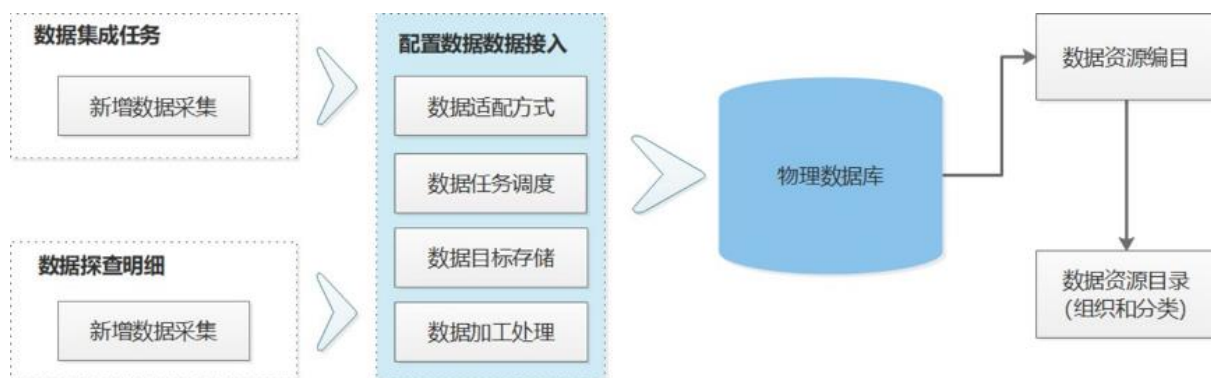 数据集成任务
新增数据采集
数据探查明细
新增数据采集
配置数据数据接入
数据适配方式
数据任务调度
数据目标存储
数据加工处理
物理数据库
数据资源编目
数据资源目录
(组织和分类)